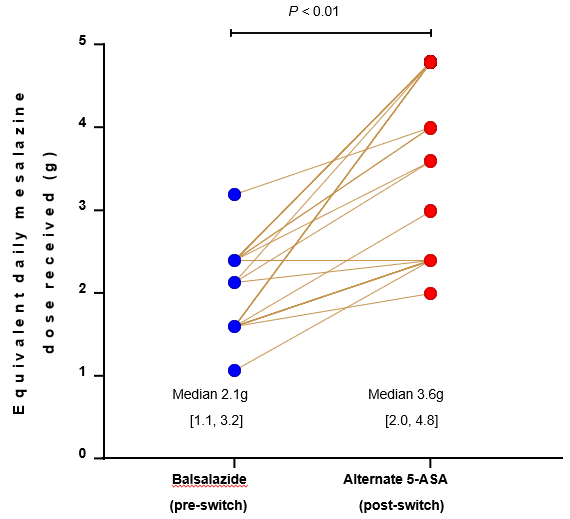 P < 0.01
5
4
3
2
1
0
Equivalent daily mesalazine
dose received (g)
Median 2.1g
[1.1, 3.2]
Median 3.6g
[2.0, 4.8]
Balsalazide
(pre-switch)
Alternate 5-ASA
(post-switch)